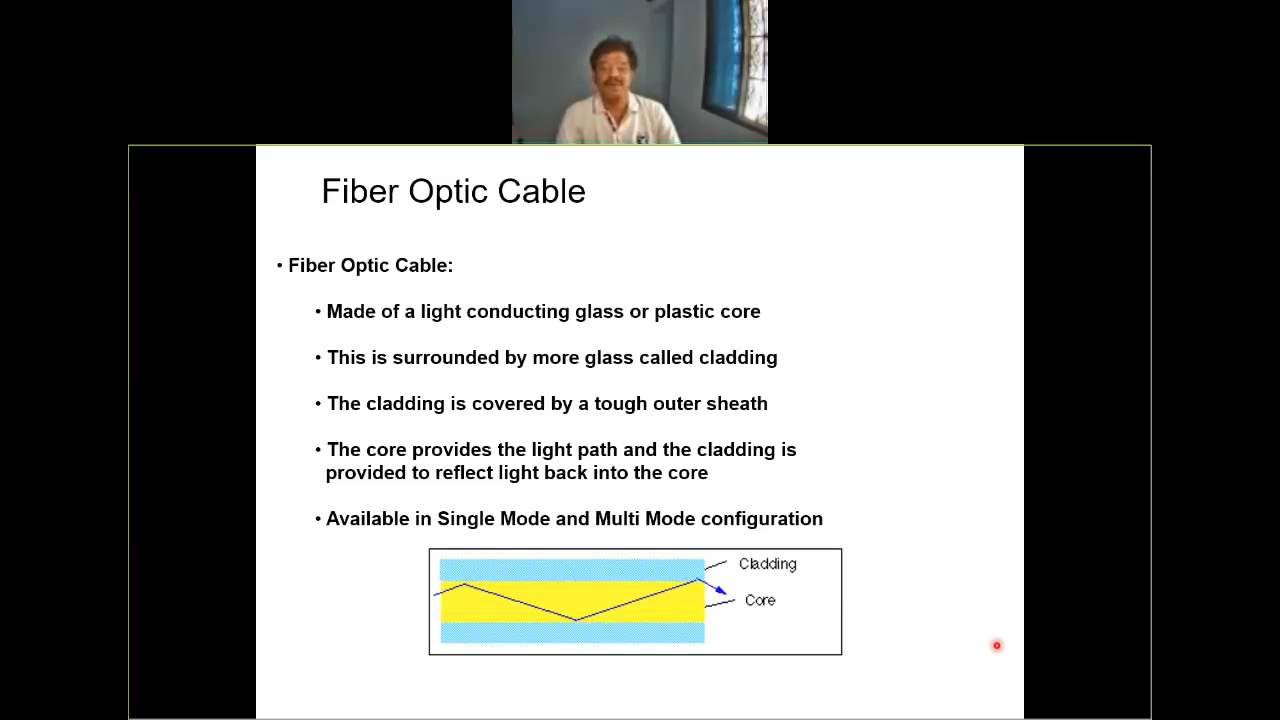 Fiber Optic Cable
• Fiber Optic Cable:
• Made of a light conducting glass or plastic core
• This is surrounded by more glass called cladding
• The cladding is covered by a tough outer sheath
• The core provides the light path and the cladding is
provided to reflect light back into the core
• Available in Single Mode and Multi Mode configuration
Cladding
Core